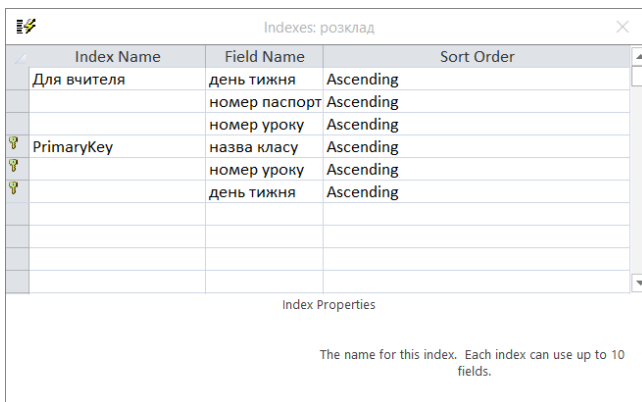 Indexes: розклад
Index Name Field Name Sort Order
Для вчителя день тижня Ascending
номер паспорт Ascending
номер уроку Ascending
PrimaryKey назва класу Ascending
номер уроку Ascending
день тижня Ascending
Index Properties
The name for this index. Each index can use up to 10
fields.